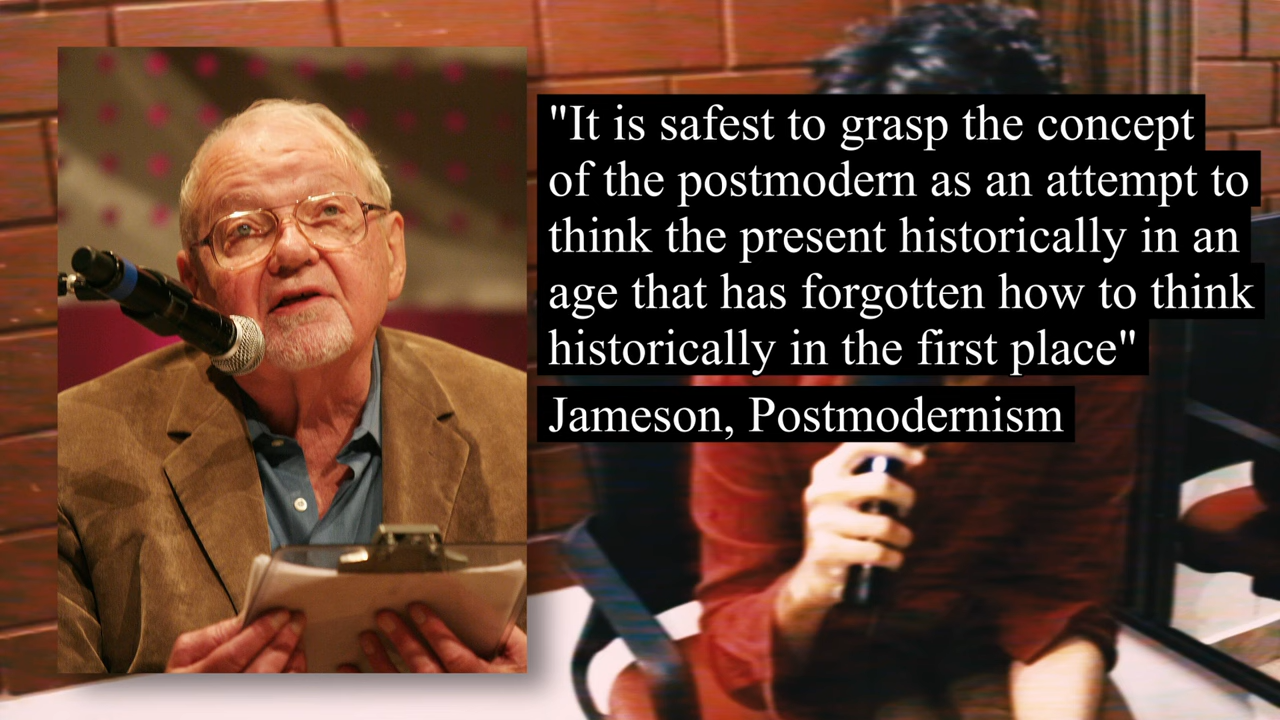 "It is safest to grasp the concept
of the postmodern as an attempt to
think the present historically in an
age that has forgotten how to think
historically in the first place"
Jameson, Postmodernism